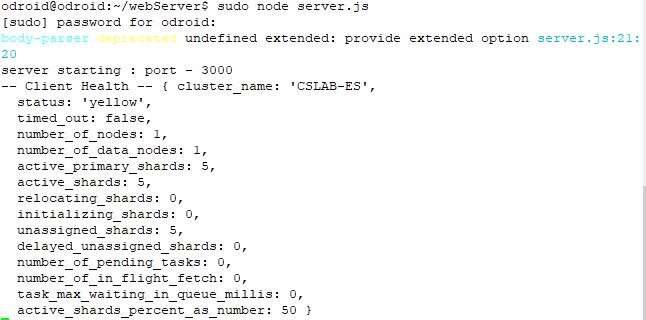 odroid@odroid:~/webServer$ sudo node server.js
[sudo] password for odroid:
body-parser deprecated undefined extended: provide extended option server.js:21:
20
server starting : port - 3000
-- Client Health -- { cluster_name: 'CSLAB-ES',
  status: 'yellow',
  timed_out: false,
  number_of_nodes: 1,
  number_of_data_nodes: 1,
  active_primary_shards: 5,
  active_shards: 5,
  relocating_shards: 0,
  initializing_shards: 0,
  unassigned_shards: 5,
  delayed_unassigned_shards: 0,
  number_of_pending_tasks: 0,
  number_of_in_flight_fetch: 0,
  task_max_waiting_in_queue_millis: 0,
  active_shards_percent_as_number: 50 }